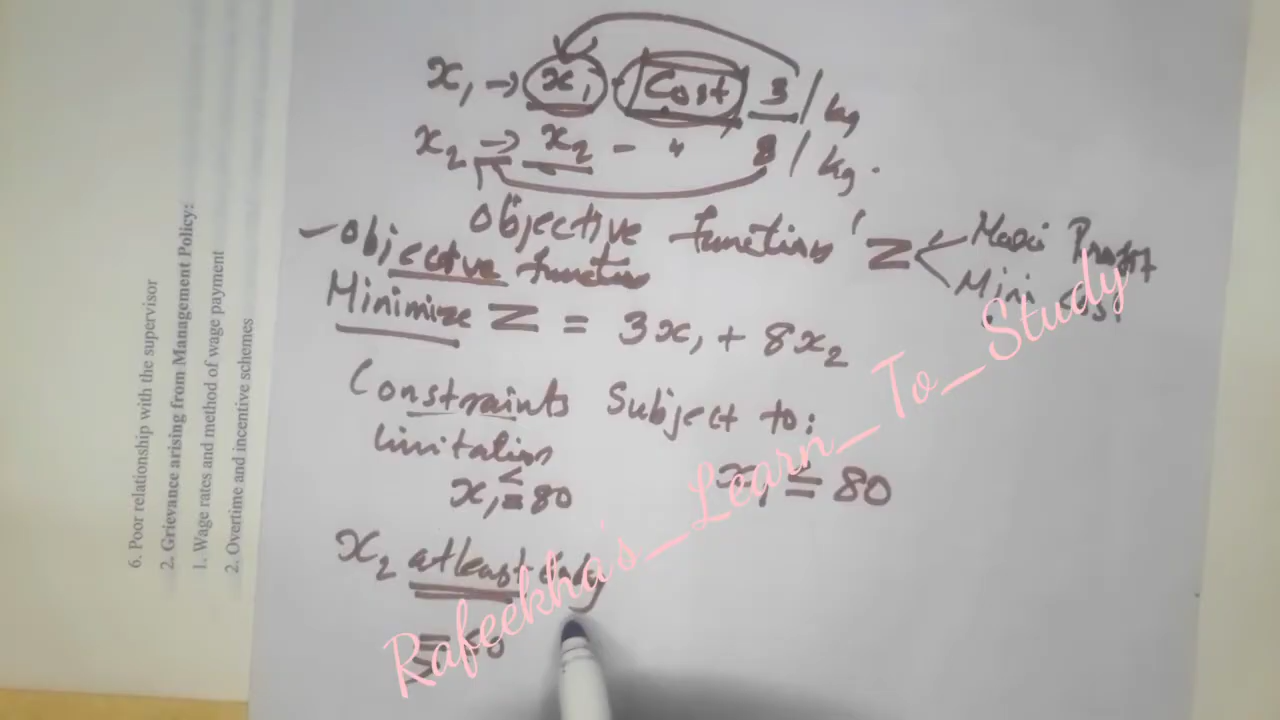 x₁ → x₁ - Cost 3 / kg
x₂ → x₂ - " 8 / kg.
Objective function Z Maxi Profit
Mini
Objective function
Minimize Z = 3x₁ + 8x₂
Constraints Subject to:
limitation
x₁ ≤ 80 x₁ ≤ 80
x₂ atleast
Rafeekha's_Learn_To_Study
6. Poor relationship with the supervisor
2. Grievance arising from Management Policy:
1. Wage rates and method of wage payment
2. Overtime and incentive schemes